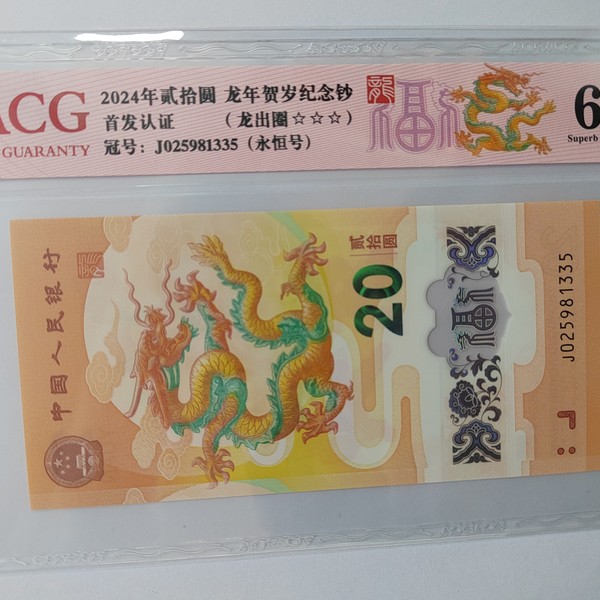 ACG
GUARANTY
2024年贰拾圆 龙年贺岁纪念钞
首发认证 （龙出圈☆☆☆）
冠号：J025981335（永恒号）
福
6
Superb
中国人民银行
贰拾圆
20
福
J025981335